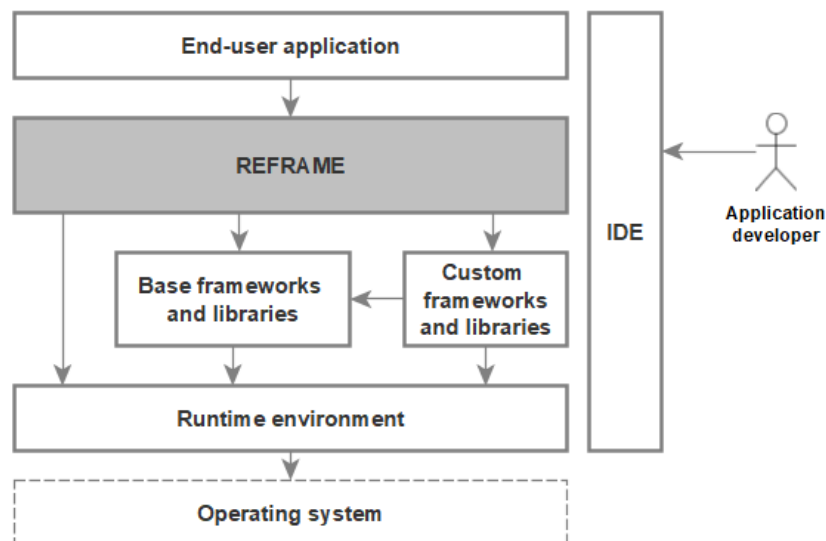 End-user application
REFRAME
Base frameworks
and libraries
Custom
frameworks
and libraries
Runtime environment
Operating system
IDE
Application
developer